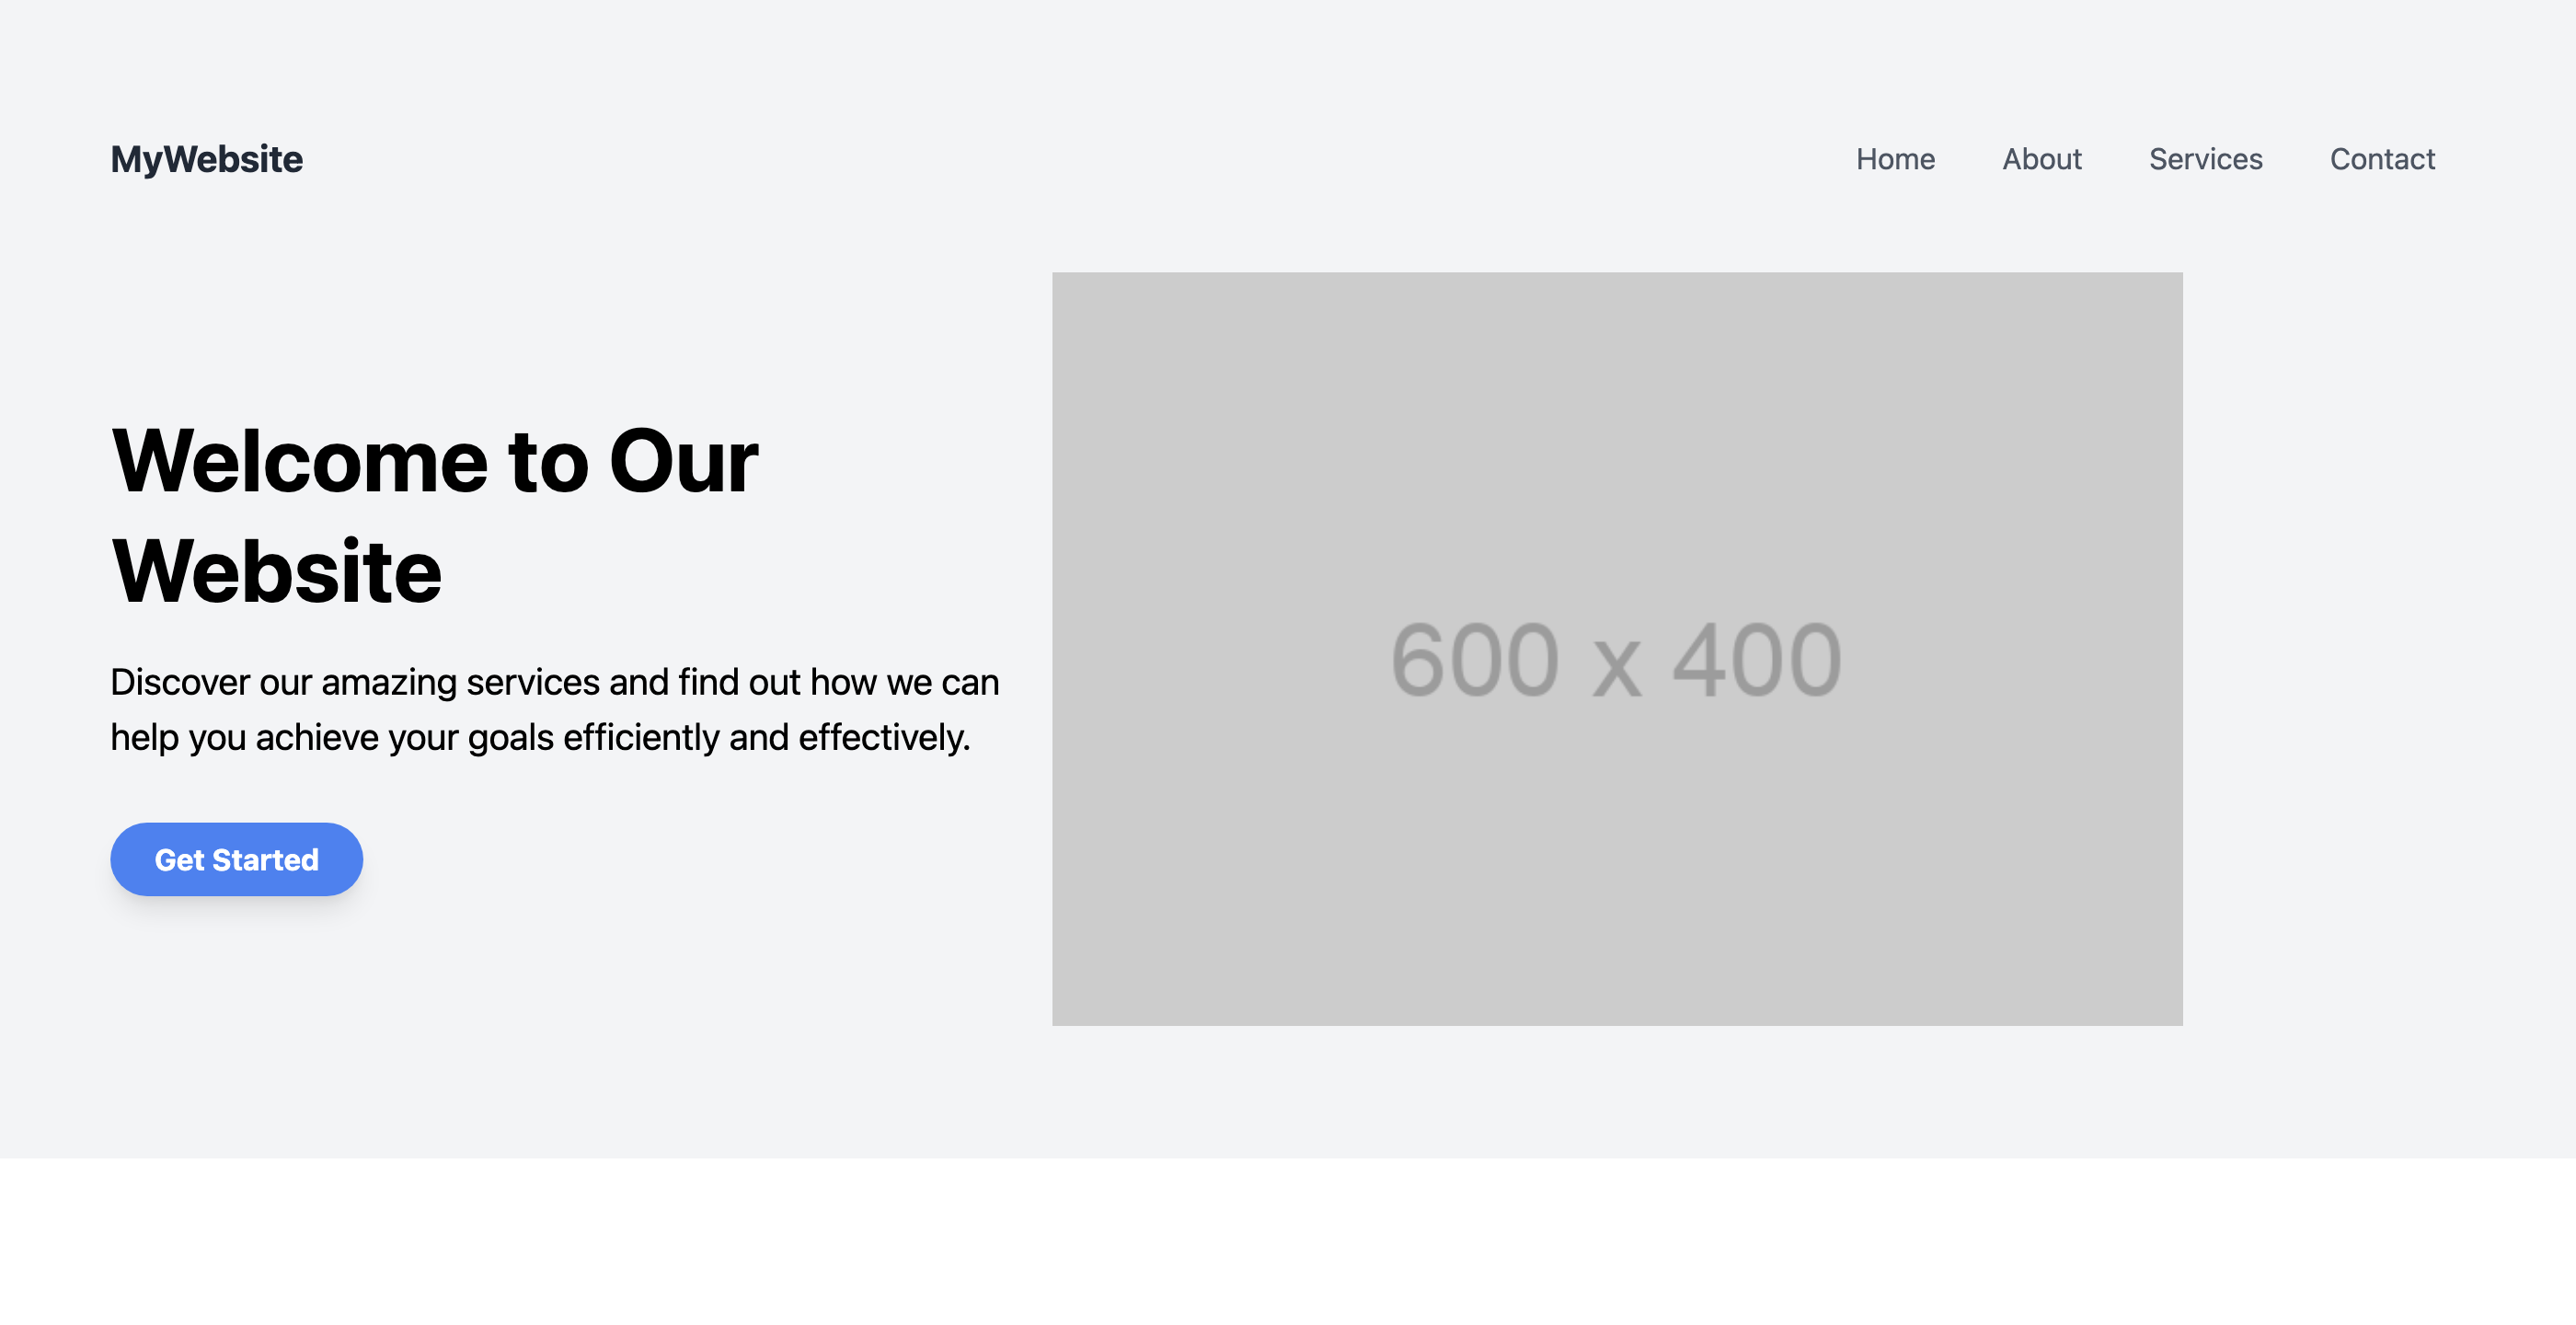 MyWebsite
Home About Services Contact
Welcome to Our
Website
Discover our amazing services and find out how we can
help you achieve your goals efficiently and effectively.
Get Started
600 x 400